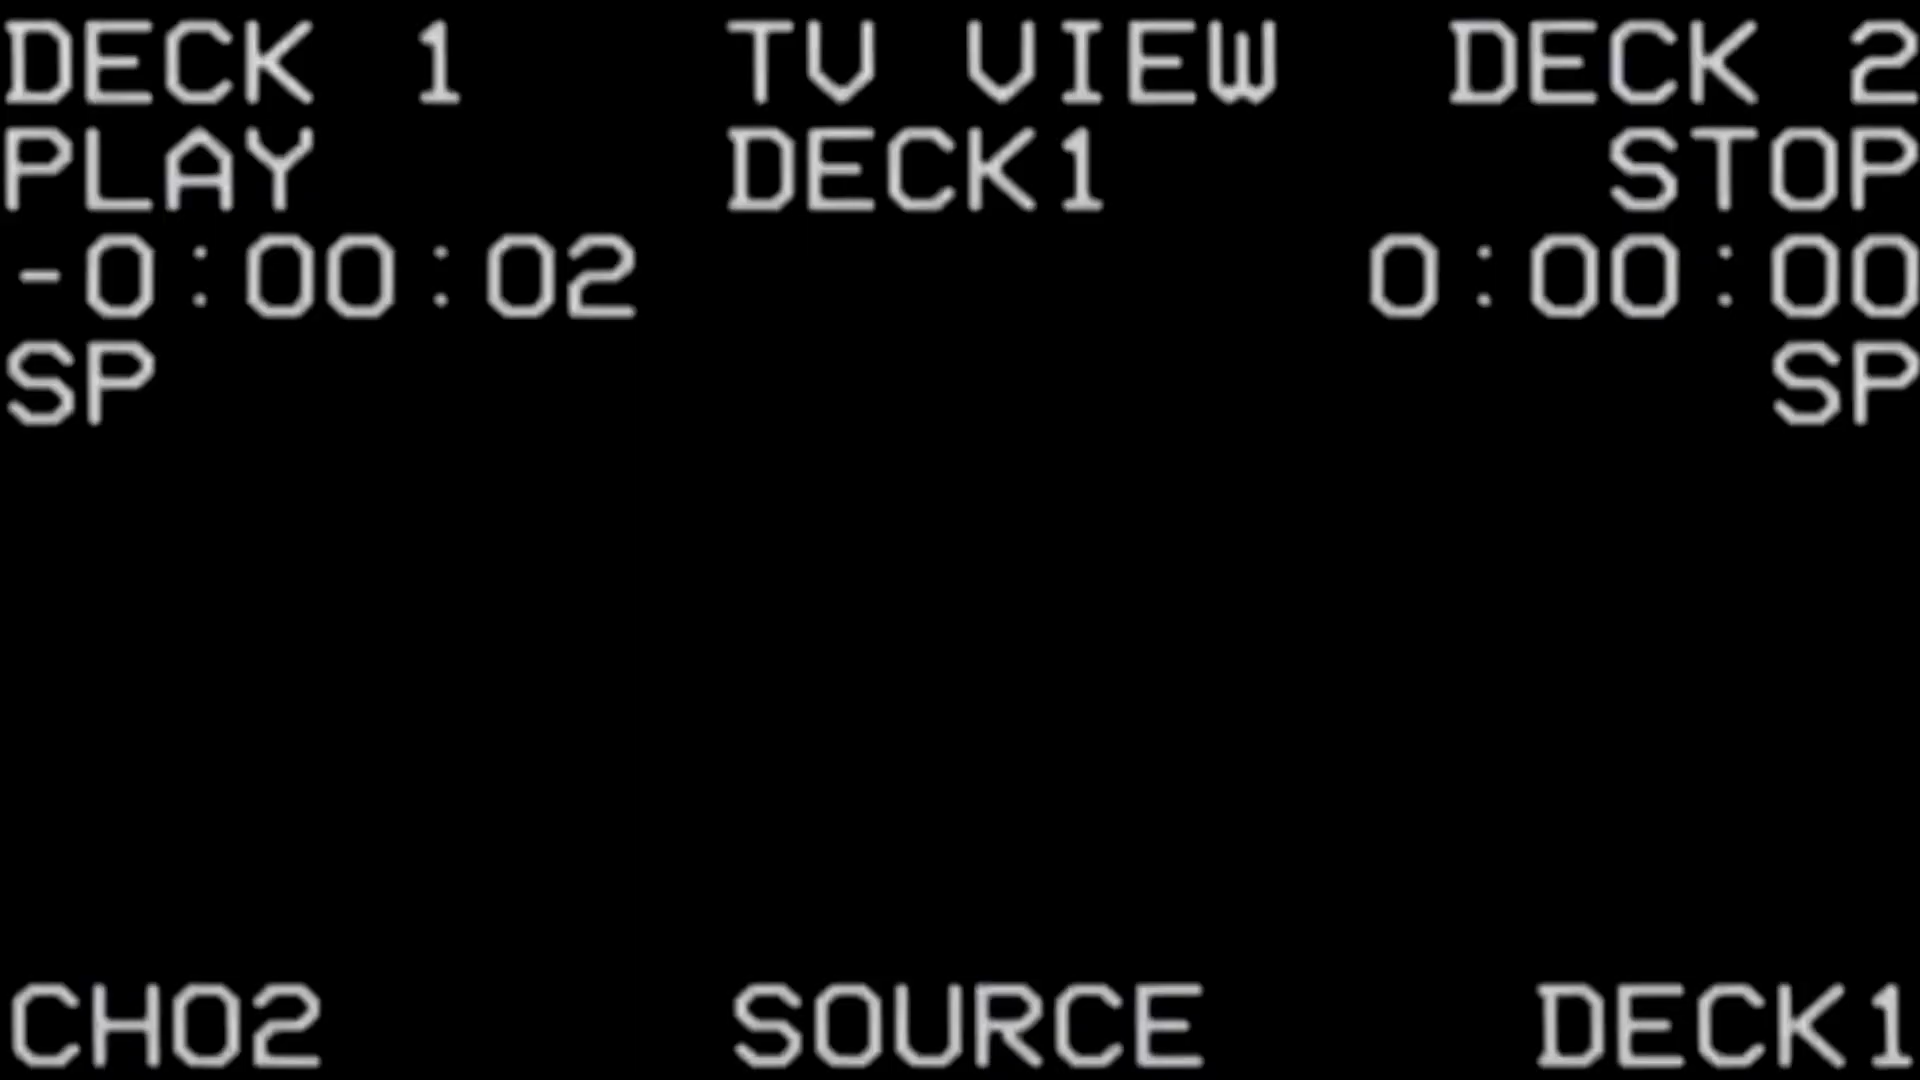 DECK 1 TV VIEW DECK 2
PLAY DECK1 STOP
-0:00:02 0:00:00
SP SP
CH02 SOURCE DECK1